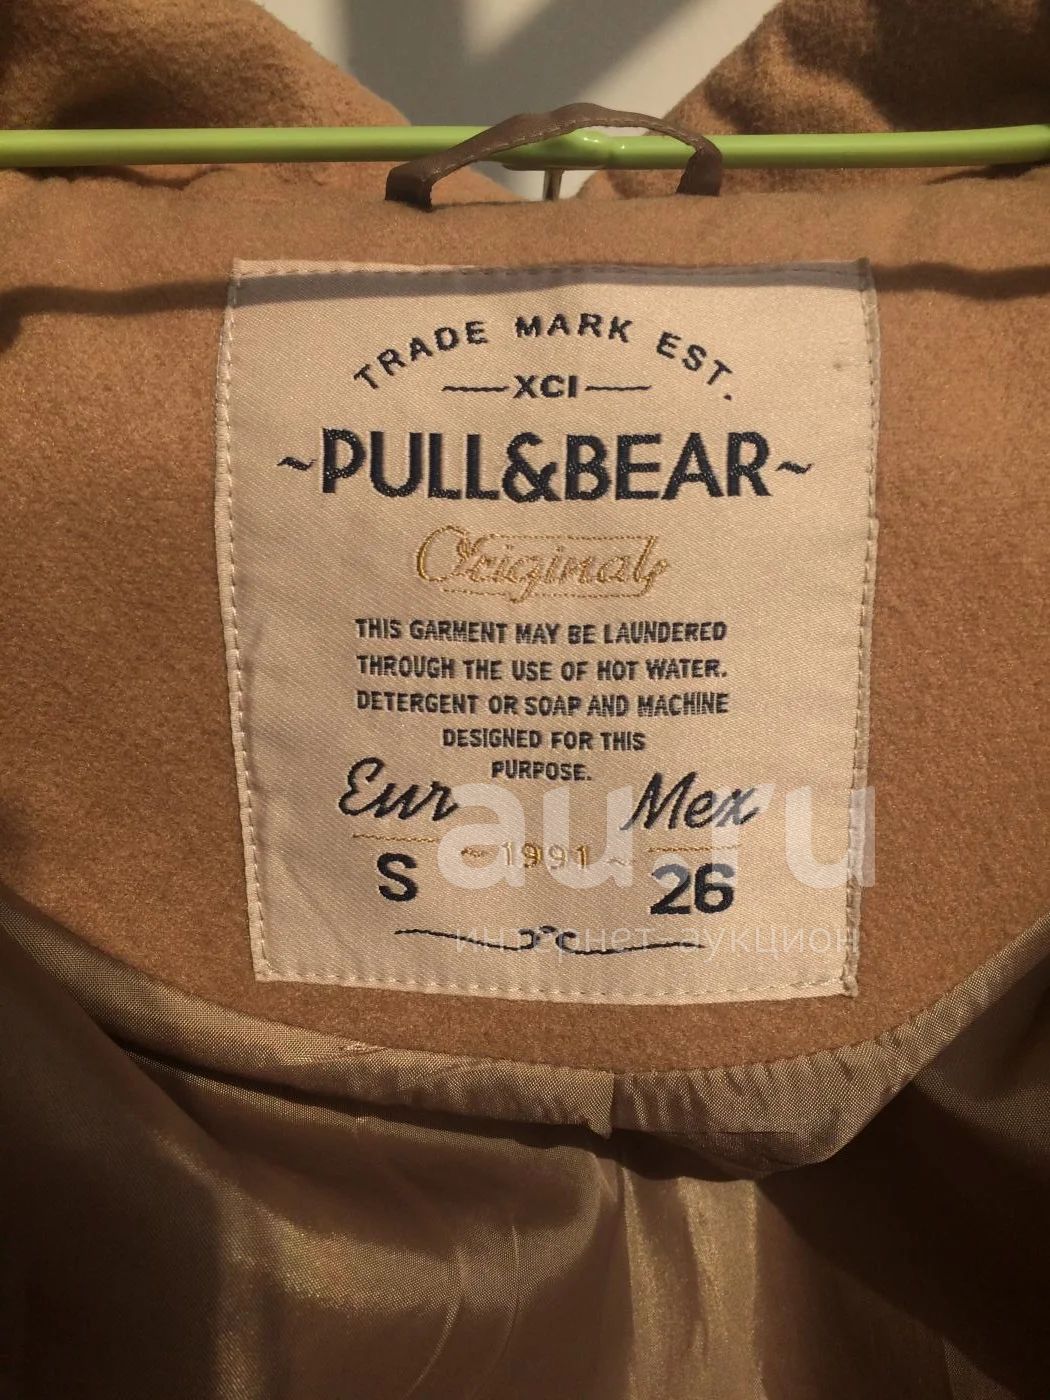 TRADE MARK EST.
XCI
~PULL&BEAR~
Originals
THIS GARMENT MAY BE LAUNDERED
THROUGH THE USE OF HOT WATER.
DETERGENT OR SOAP AND MACHINE
DESIGNED FOR THIS
PURPOSE.
Eur Mex
~1991~
S 26
au.ru
интернет аукцион